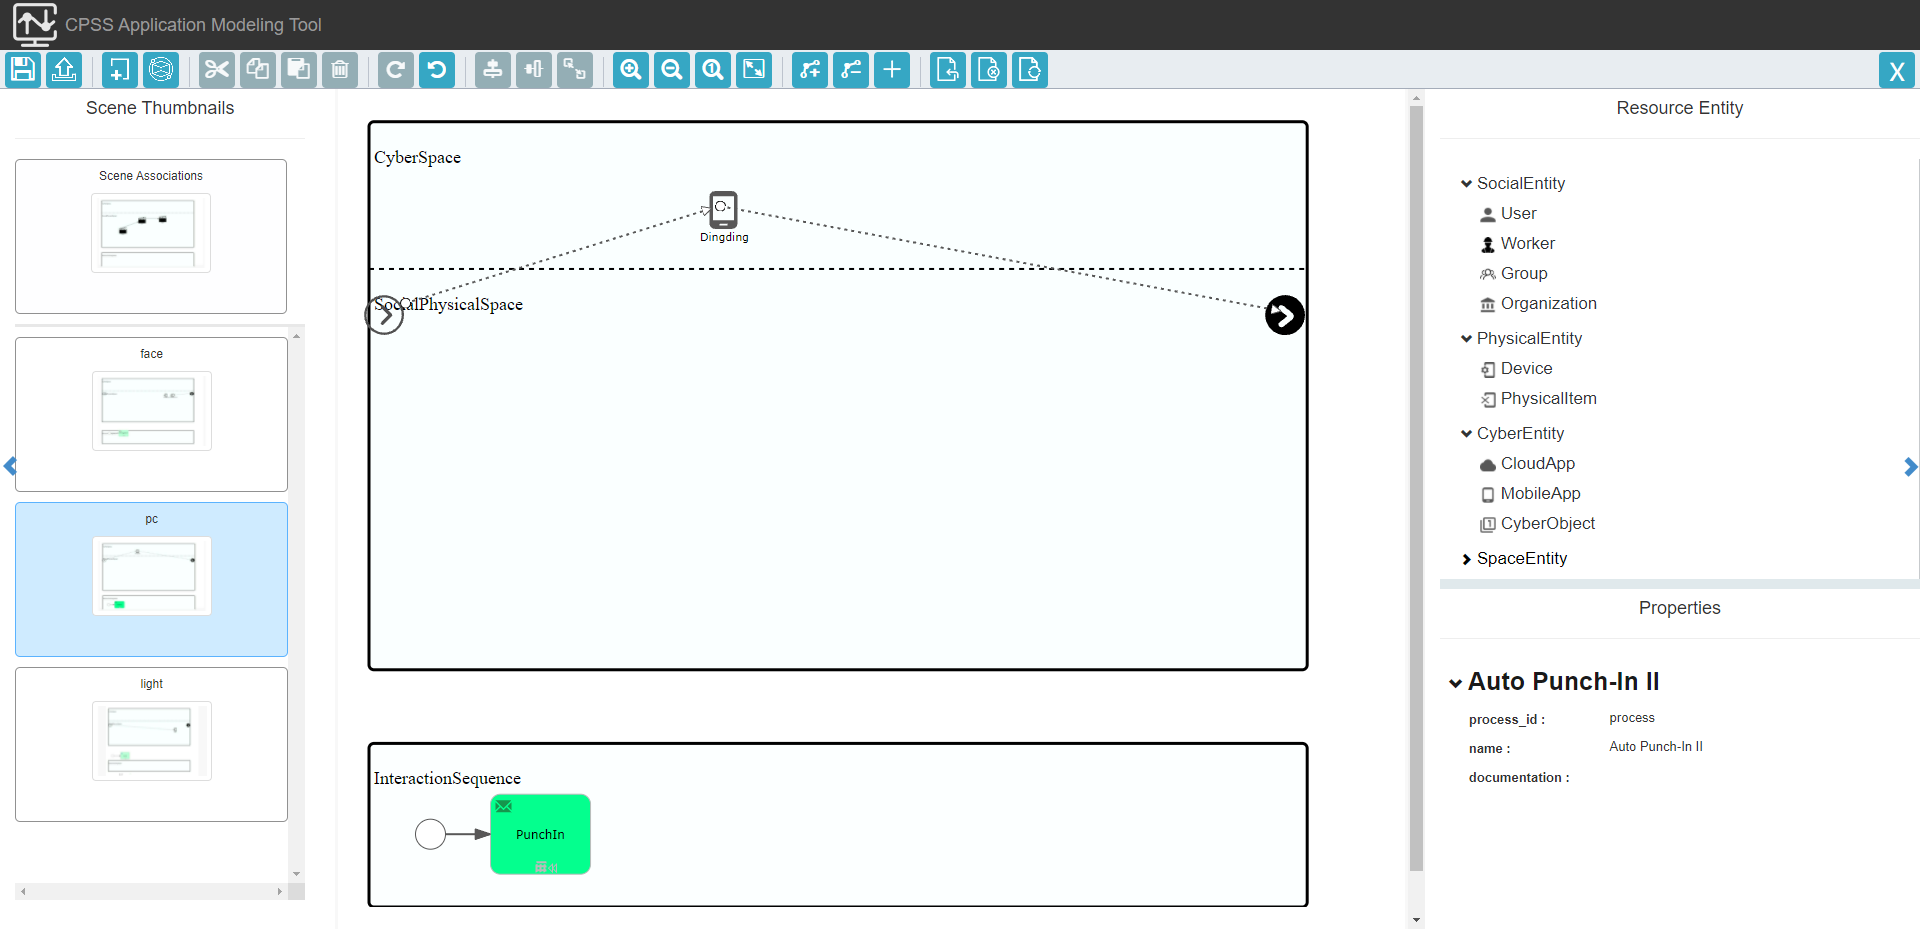 CPSS Application Modeling Tool
X
Scene Thumbnails
Scene Associations
face
pc
light
CyberSpace
Dingding
SocialPhysicalSpace
InteractionSequence
PunchIn
Resource Entity
SocialEntity
User
Worker
Group
Organization
PhysicalEntity
Device
PhysicalItem
CyberEntity
CloudApp
MobileApp
CyberObject
SpaceEntity
Properties
Auto Punch-In II
process_id : process
name : Auto Punch-In II
documentation :